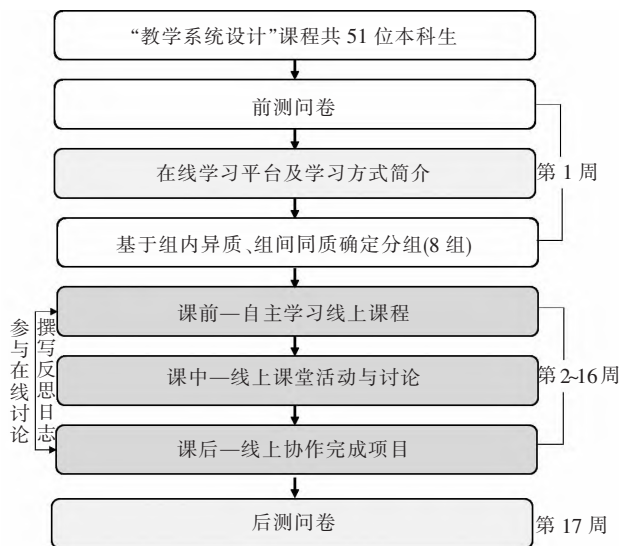 “教学系统设计”课程共 51 位本科生
前测问卷
在线学习平台及学习方式简介
第 1 周
基于组内异质、组间同质确定分组(8 组)
课前—自主学习线上课程
课中—线上课堂活动与讨论
第 2~16 周
课后—线上协作完成项目
参与在线讨论
撰写反思日志
后测问卷
第 17 周